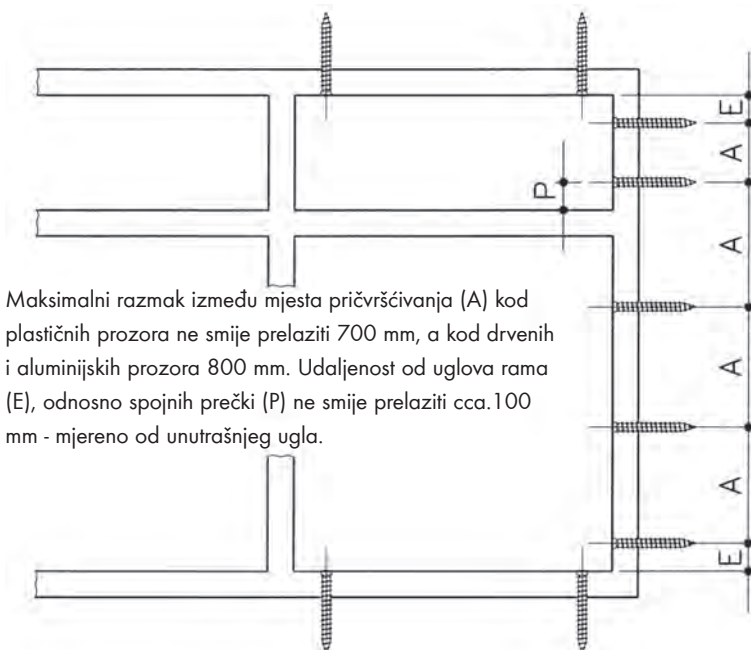 E
A
P
A
Maksimalni razmak između mjesta pričvršćivanja (A) kod
plastičnih prozora ne smije prelaziti 700 mm, a kod drvenih
i aluminijskih prozora 800 mm. Udaljenost od uglova rama
(E), odnosno spojnih prečki (P) ne smije prelaziti cca.100
mm - mjereno od unutrašnjeg ugla.
A
A
E